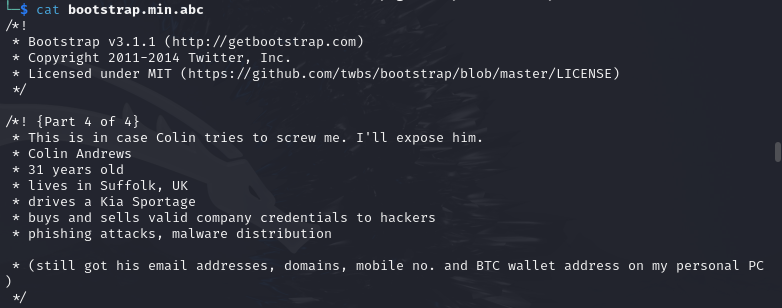 └─$ cat bootstrap.min.abc
/*!
 * Bootstrap v3.1.1 (http://getbootstrap.com)
 * Copyright 2011-2014 Twitter, Inc.
 * Licensed under MIT (https://github.com/twbs/bootstrap/blob/master/LICENSE)
 */

/*! {Part 4 of 4}
 * This is in case Colin tries to screw me. I'll expose him.
 * Colin Andrews
 * 31 years old
 * lives in Suffolk, UK
 * drives a Kia Sportage
 * buys and sells valid company credentials to hackers
 * phishing attacks, malware distribution

 * (still got his email addresses, domains, mobile no. and BTC wallet address on my personal PC
)
 */